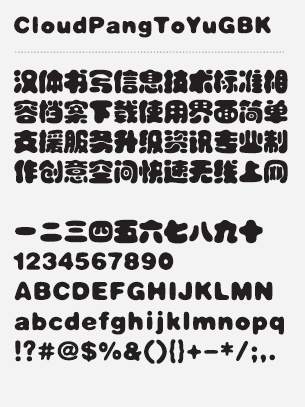 CloudPangToYuGBK
汉体书写信息技术标准相
容档案下载使用界面简单
支援服务升级资讯专业制
作创意空间快速无线上网
一二三四五六七八九十
1234567890
ABCDEFGHIJKLMN
abcdefghijklmnopq
!?#@$%&(){}+-*/;,.